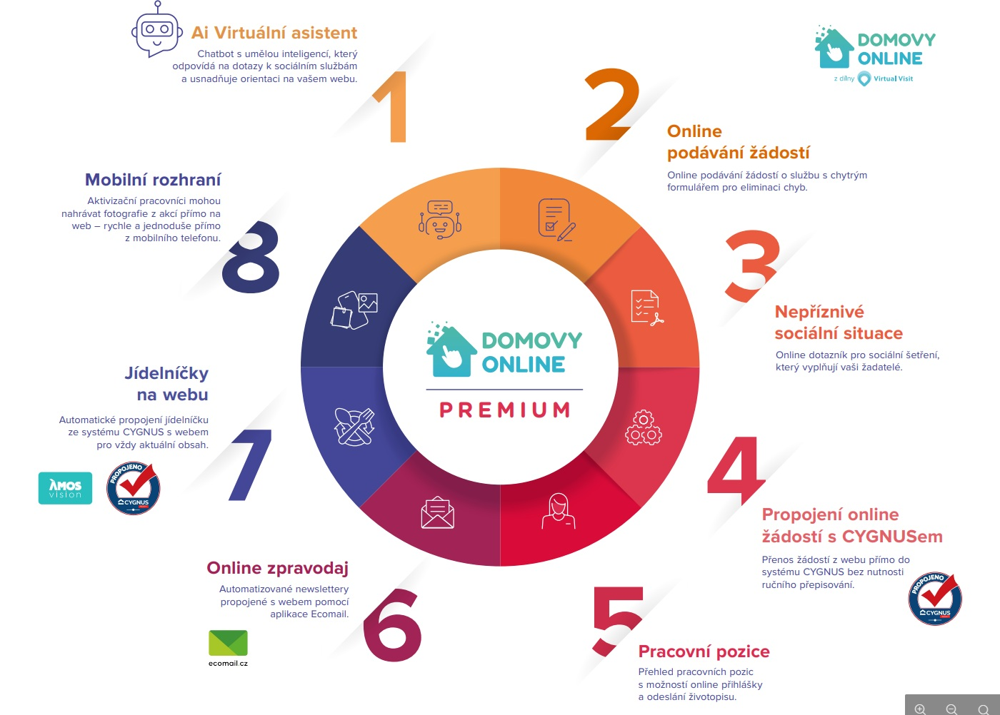 Ai Virtuální asistent
Chatbot s umělou inteligencí, který
odpovídá na dotazy k sociálním službám
a usnadňuje orientaci na vašem webu.
1
DOMOVY
ONLINE
z dílny Virtual Visit
2
Online
podávání žádostí
Online podávání žádostí o službu s chytrým
formulářem pro eliminaci chyb.
3
Nepříznivé
sociální situace
Online dotazník pro sociální šetření,
který vyplňují vaši žadatelé.
4
Propojení online
žádostí s CYGNUSem
Přenos žádostí z webu přímo do
systému CYGNUS bez nutnosti
ručního přepisování.
PROPOJENO
CYGNUS
5
Pracovní pozice
Přehled pracovních pozic
s možností online přihlášky
a odeslání životopisu.
6
Online zpravodaj
Automatizované newslettery
propojené s webem pomocí
aplikace Ecomail.
ecomail.cz
7
Jídelníčky
na webu
Automatické propojení jídelníčku
ze systému CYGNUS s webem
pro vždy aktuální obsah.
AMOS
vision
PROPOJENO
CYGNUS
8
Mobilní rozhraní
Aktivizační pracovníci mohou
nahrávat fotografie z akcí přímo na
web – rychle a jednoduše přímo
z mobilního telefonu.
DOMOVY
ONLINE
PREMIUM